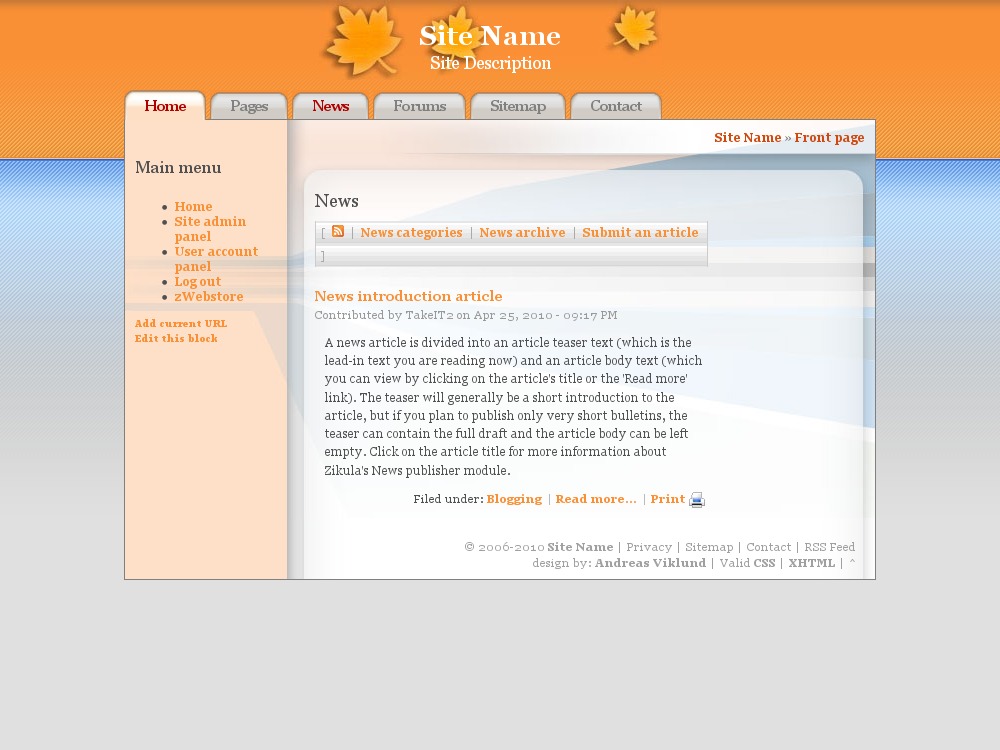 Site Name
Site Description
Home Pages News Forums Sitemap Contact
Site Name » Front page
Main menu
Home
Site admin
panel
User account
panel
Log out
zWebstore
Add current URL
Edit this block
News
[ | News categories | News archive | Submit an article
]
News introduction article
Contributed by TakeIT2 on Apr 25, 2010 - 09:17 PM
A news article is divided into an article teaser text (which is the
lead-in text you are reading now) and an article body text (which
you can view by clicking on the article's title or the 'Read more'
link). The teaser will generally be a short introduction to the
article, but if you plan to publish only very short bulletins, the
teaser can contain the full draft and the article body can be left
empty. Click on the article title for more information about
Zikula's News publisher module.
Filed under: Blogging | Read more... | Print
© 2006-2010 Site Name | Privacy | Sitemap | Contact | RSS Feed
design by: Andreas Viklund | Valid CSS | XHTML | ^